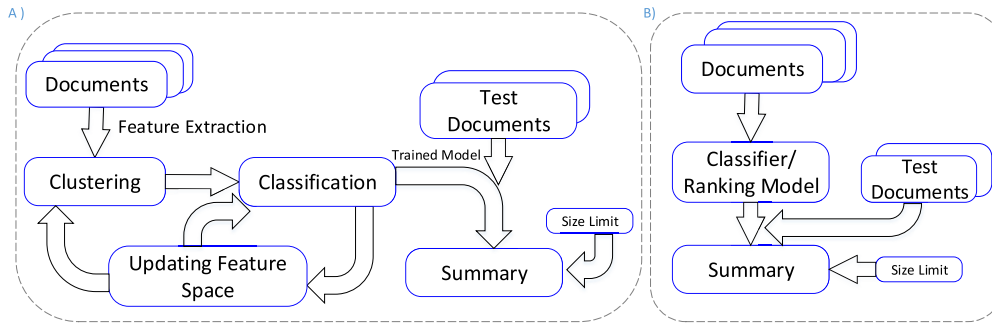 A )
Documents
Feature Extraction
Clustering
Classification
Updating Feature
Space
Test
Documents
Trained Model
Size Limit
Summary
B)
Documents
Classifier/
Ranking Model
Test
Documents
Summary
Size Limit